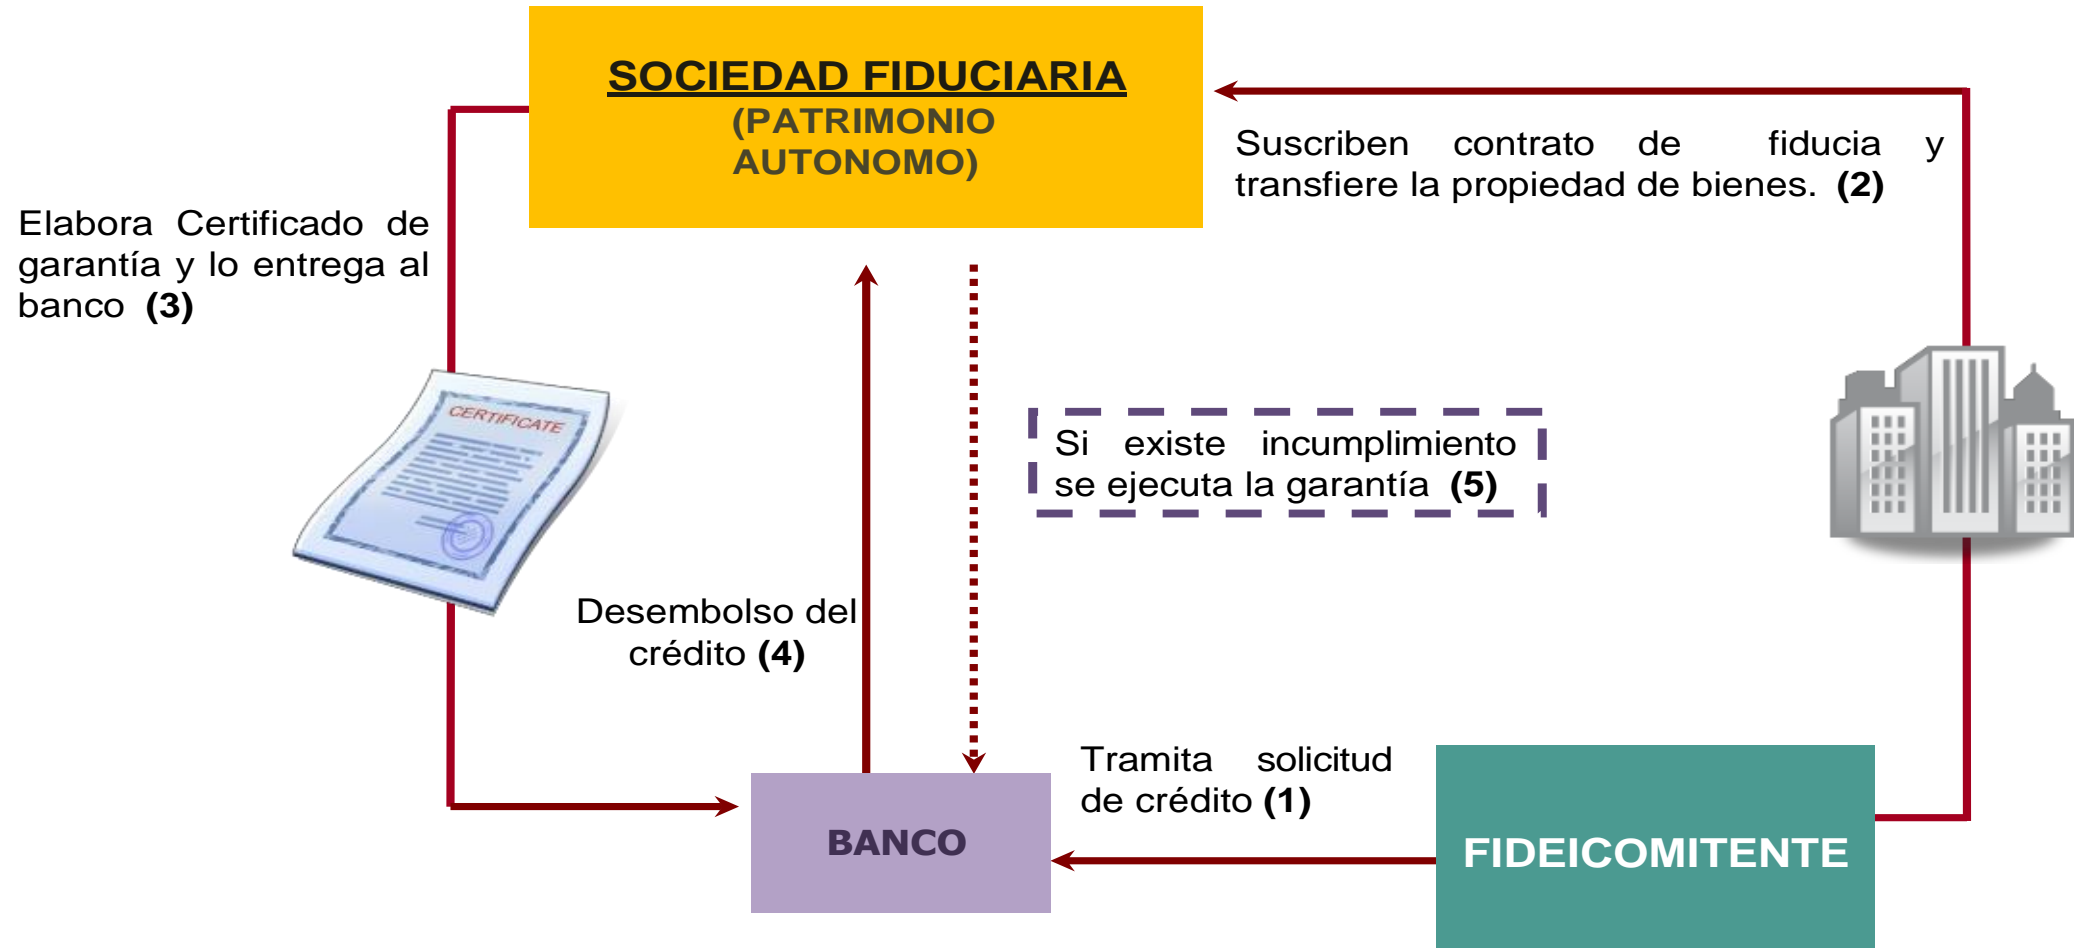 SOCIEDAD FIDUCIARIA
(PATRIMONIO
AUTONOMO)
Suscriben contrato de fiducia y
transfiere la propiedad de bienes. (2)
Elabora Certificado de
garantía y lo entrega al
banco (3)
CERTIFICATE
Si existe incumplimiento
se ejecuta la garantía (5)
Desembolso del
crédito (4)
Tramita solicitud
de crédito (1)
BANCO
FIDEICOMITENTE